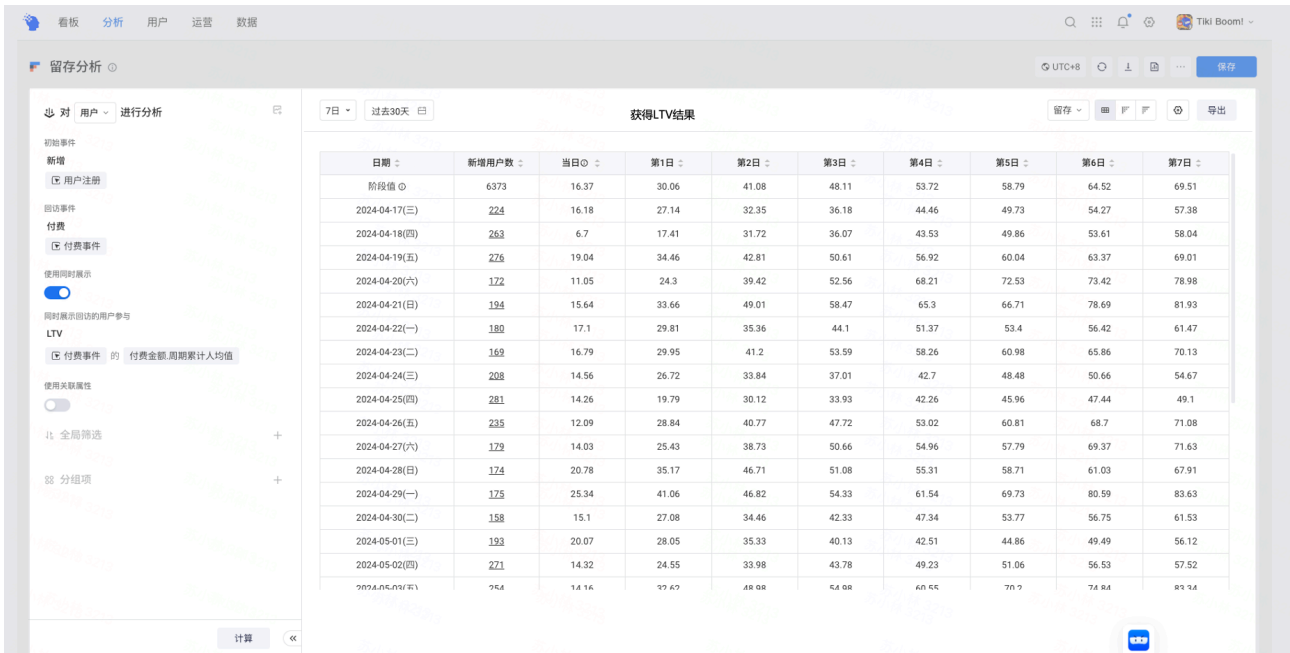 看板 分析 用户 运营 数据 Tiki Boom!
留存分析 UTC+8 ... 保存
对 用户 进行分析
初始事件
新增
用户注册
回访事件
付费
付费事件
使用同时展示
同时展示回访的用户参与
LTV
付费事件 的 付费金额.周期累计人均值
使用关联属性
全局筛选 +
分组项 +
计算 «
7日 过去30天 获得LTV结果 留存 导出
日期 新增用户数 当日 第1日 第2日 第3日 第4日 第5日 第6日 第7日
阶段值 6373 16.37 30.06 41.08 48.11 53.72 58.79 64.52 69.51
2024-04-17(三) 224 16.18 27.14 32.35 36.18 44.46 49.73 54.27 57.38
2024-04-18(四) 263 6.7 17.41 31.72 36.07 43.53 49.86 53.61 58.04
2024-04-19(五) 276 19.04 34.46 42.81 50.61 56.92 60.04 63.37 69.01
2024-04-20(六) 172 11.05 24.3 39.42 52.56 68.21 72.53 73.42 78.98
2024-04-21(日) 194 15.64 33.66 49.01 58.47 65.3 66.71 78.69 81.93
2024-04-22(一) 180 17.1 29.81 35.36 44.1 51.37 53.4 56.42 61.47
2024-04-23(二) 169 16.79 29.95 41.2 53.59 58.26 60.98 65.86 70.13
2024-04-24(三) 208 14.56 26.72 33.84 37.01 42.7 48.48 50.66 54.67
2024-04-25(四) 281 14.26 19.79 30.12 33.93 42.26 45.96 47.44 49.1
2024-04-26(五) 235 12.09 28.84 40.77 47.72 53.02 60.81 68.7 71.08
2024-04-27(六) 179 14.03 25.43 38.73 50.66 54.96 57.79 69.37 71.63
2024-04-28(日) 174 20.78 35.17 46.71 51.08 55.31 58.71 61.03 67.91
2024-04-29(一) 175 25.34 41.06 46.82 54.33 61.54 69.73 80.59 83.63
2024-04-30(二) 158 15.1 27.08 34.46 42.33 47.34 53.77 56.75 61.53
2024-05-01(三) 193 20.07 28.05 35.33 40.13 42.51 44.86 49.49 56.12
2024-05-02(四) 271 14.32 24.55 33.98 43.78 49.23 51.06 56.53 57.52
2024-05-03(五) 254 14.16 32.62 48.98 54.98 60.55 70.2 74.84 83.34